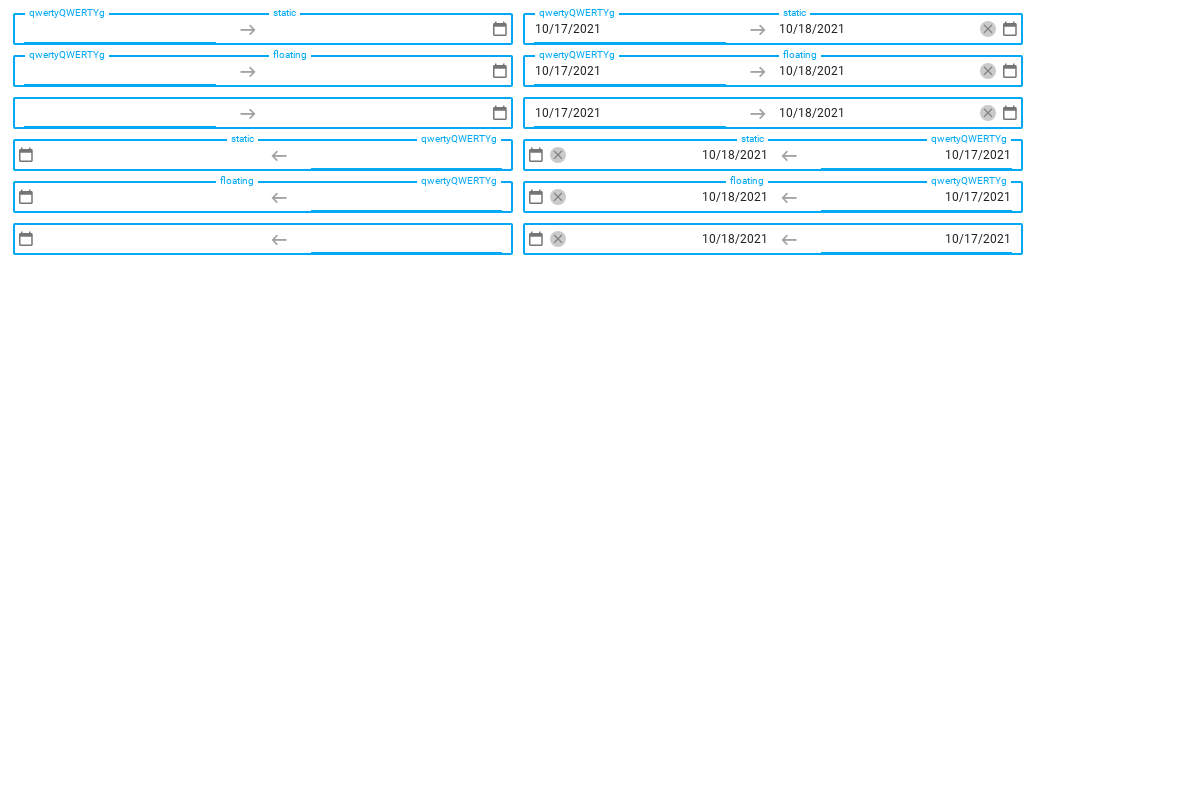 qwertyQWERTYg static qwertyQWERTYg static
10/17/2021 10/18/2021
qwertyQWERTYg floating qwertyQWERTYg floating
10/17/2021 10/18/2021
10/17/2021 10/18/2021
static qwertyQWERTYg static qwertyQWERTYg
10/18/2021 10/17/2021
floating qwertyQWERTYg floating qwertyQWERTYg
10/18/2021 10/17/2021
10/18/2021 10/17/2021